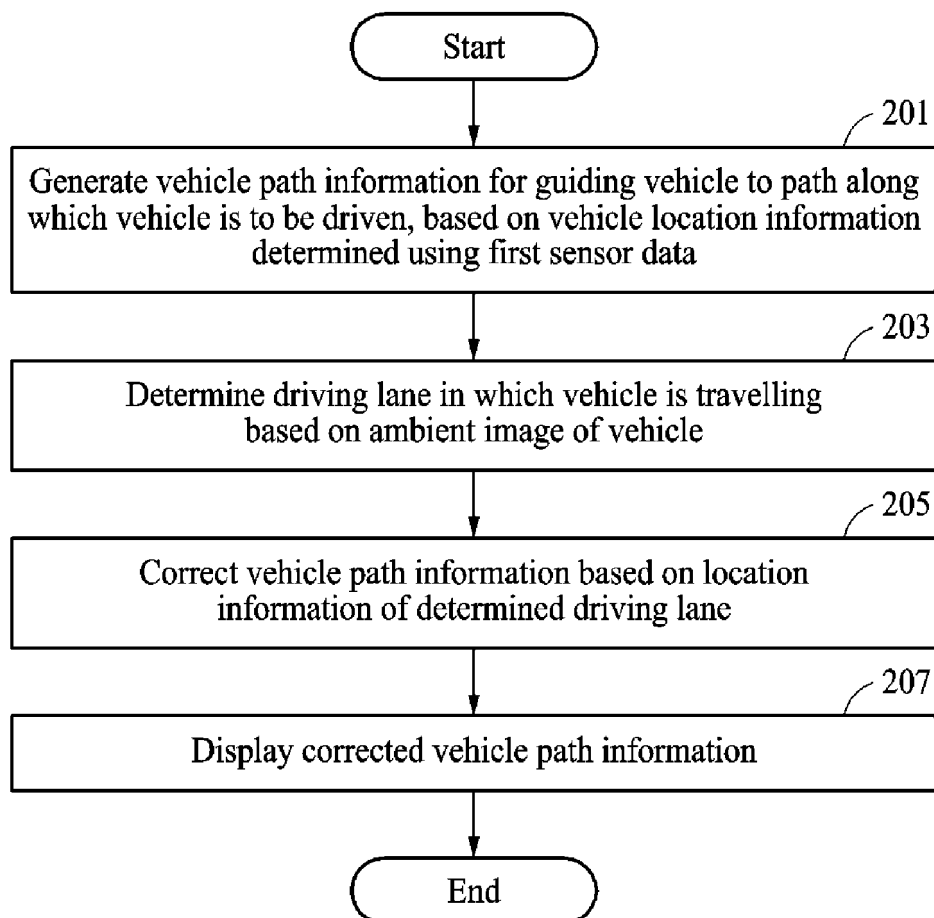 Start
201
Generate vehicle path information for guiding vehicle to path along
which vehicle is to be driven, based on vehicle location information
determined using first sensor data
203
Determine driving lane in which vehicle is travelling
based on ambient image of vehicle
205
Correct vehicle path information based on location
information of determined driving lane
207
Display corrected vehicle path information
End